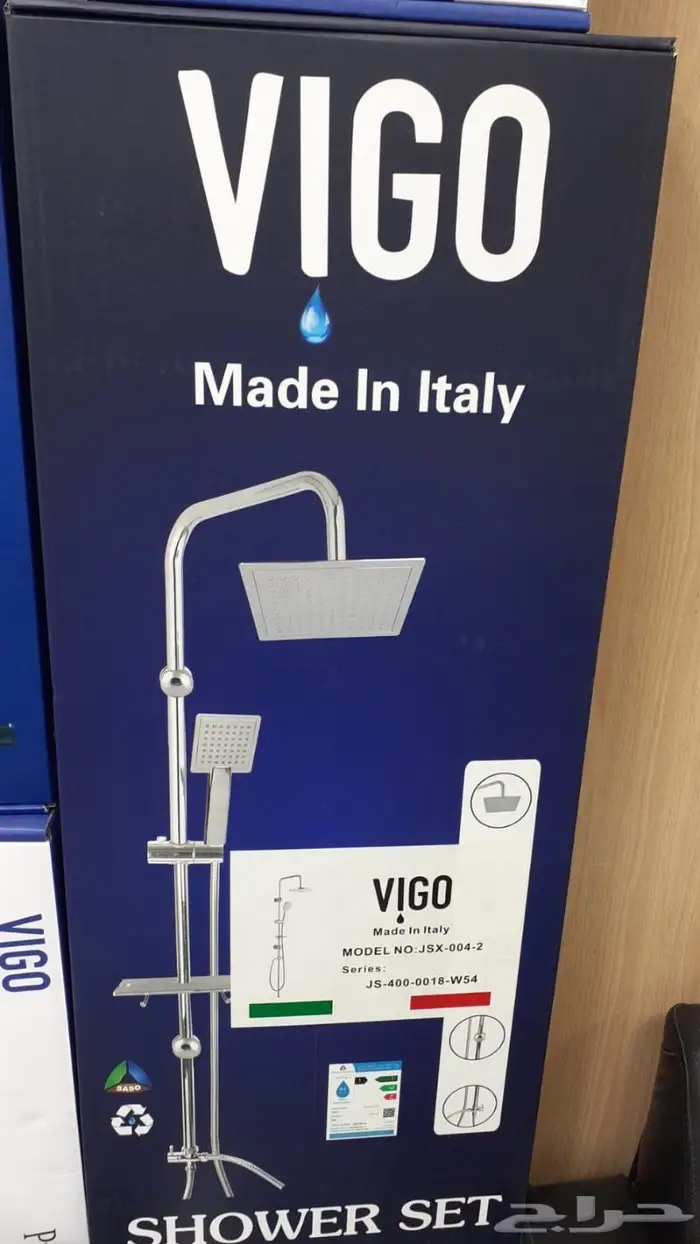 VIGO
Made In Italy
VIGO
Made In Italy
MODEL NO:JSX-004-2
Series:
JS-400-0018-W54
VIGO
SASO
SHOWER SET
حراج